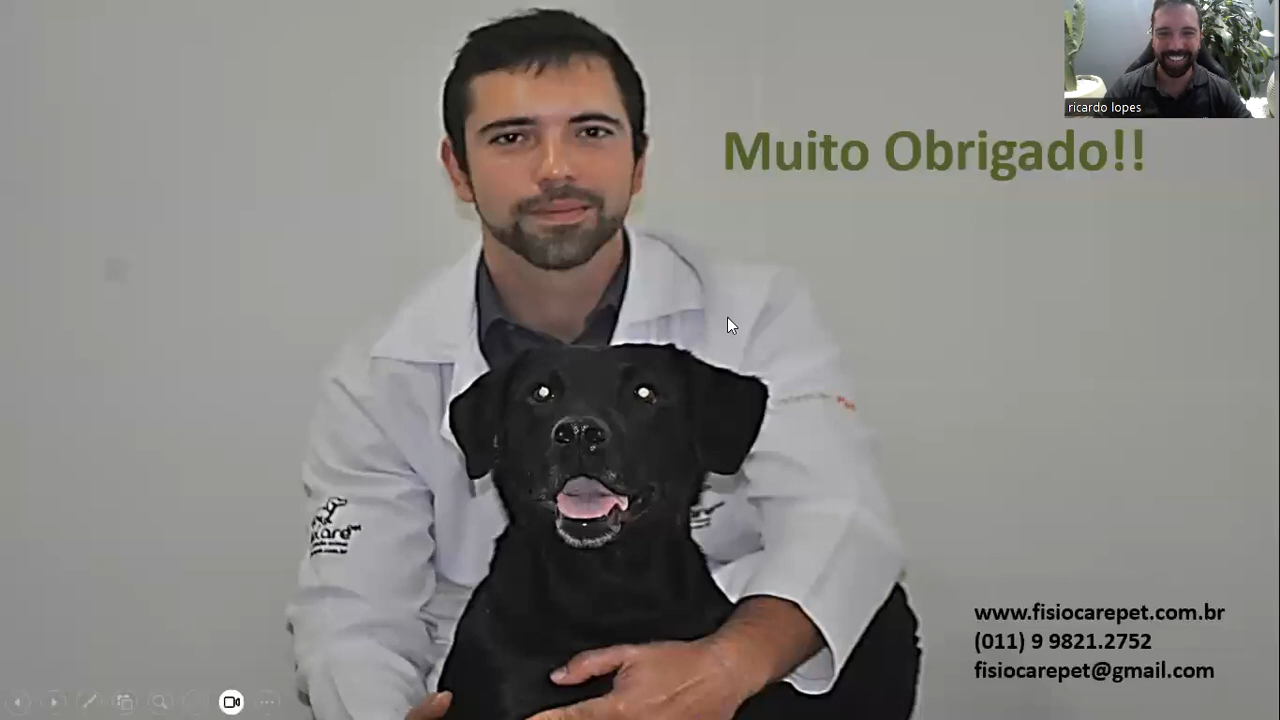 ricardo lopes
Muito Obrigado!!
www.fisiocarepet.com.br
(011) 9 9821.2752
fisiocarepet@gmail.com